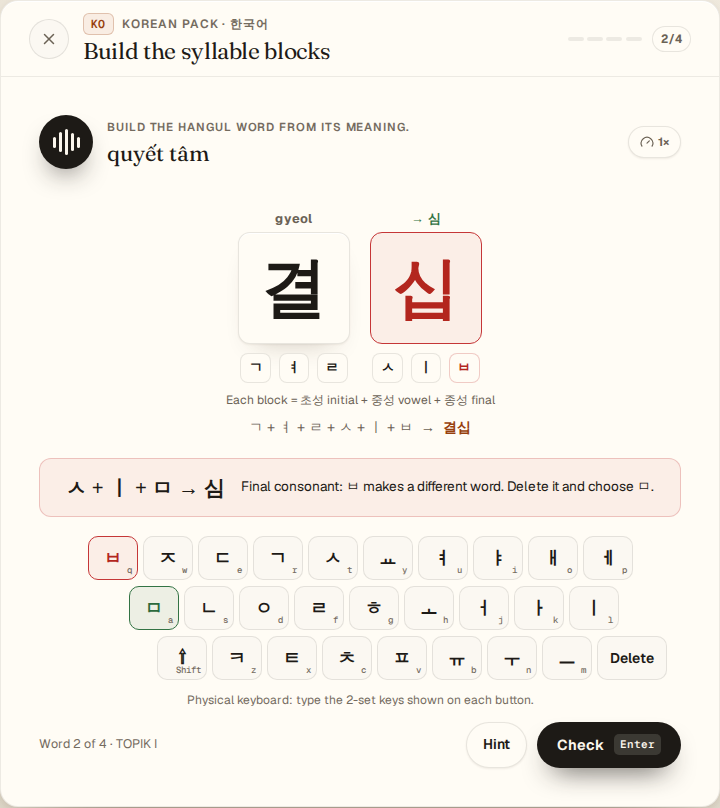 KO KOREAN PACK · 한국어
Build the syllable blocks
2/4
BUILD THE HANGUL WORD FROM ITS MEANING.
quyết tâm
1×
gyeol → 심
결 십
ㄱ ㅕ ㄹ ㅅ ㅣ ㅂ
Each block = 초성 initial + 중성 vowel + 종성 final
ㄱ + ㅕ + ㄹ + ㅅ + ㅣ + ㅂ → 결십
ㅅ + ㅣ + ㅁ → 심 Final consonant: ㅂ makes a different word. Delete it and choose ㅁ.
ㅂ q ㅈ w ㄷ e ㄱ r ㅅ t ㅛ y ㅕ u ㅑ i ㅐ o ㅔ p
ㅁ a ㄴ s ㅇ d ㄹ f ㅎ g ㅗ h ㅓ j ㅏ k ㅣ l
⇧ Shift ㅋ z ㅌ x ㅊ c ㅍ v ㅠ b ㅜ n ㅡ m Delete
Physical keyboard: type the 2-set keys shown on each button.
Word 2 of 4 · TOPIK I
Hint
Check Enter